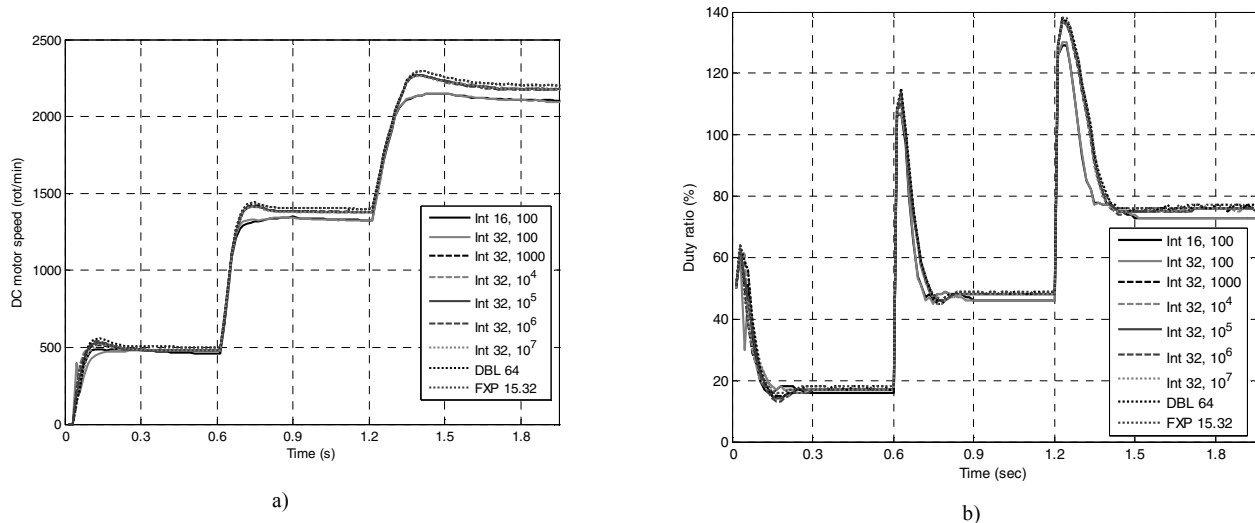 2500
2000
1500
1000
500
0
0
0.3
0.6
0.9
1.2
1.5
1.8
DC motor speed (rot/min)
Time (s)
Int 16, 100
Int 32, 100
Int 32, 1000
Int 32, 10⁴
Int 32, 10⁵
Int 32, 10⁶
Int 32, 10⁷
DBL 64
FXP 15.32
a)
140
120
100
80
60
40
20
0
0
0.3
0.6
0.9
1.2
1.5
1.8
Duty ratio (%)
Time (sec)
Int 16, 100
Int 32, 100
Int 32, 1000
Int 32, 10⁴
Int 32, 10⁵
Int 32, 10⁶
Int 32, 10⁷
DBL 64
FXP 15.32
b)